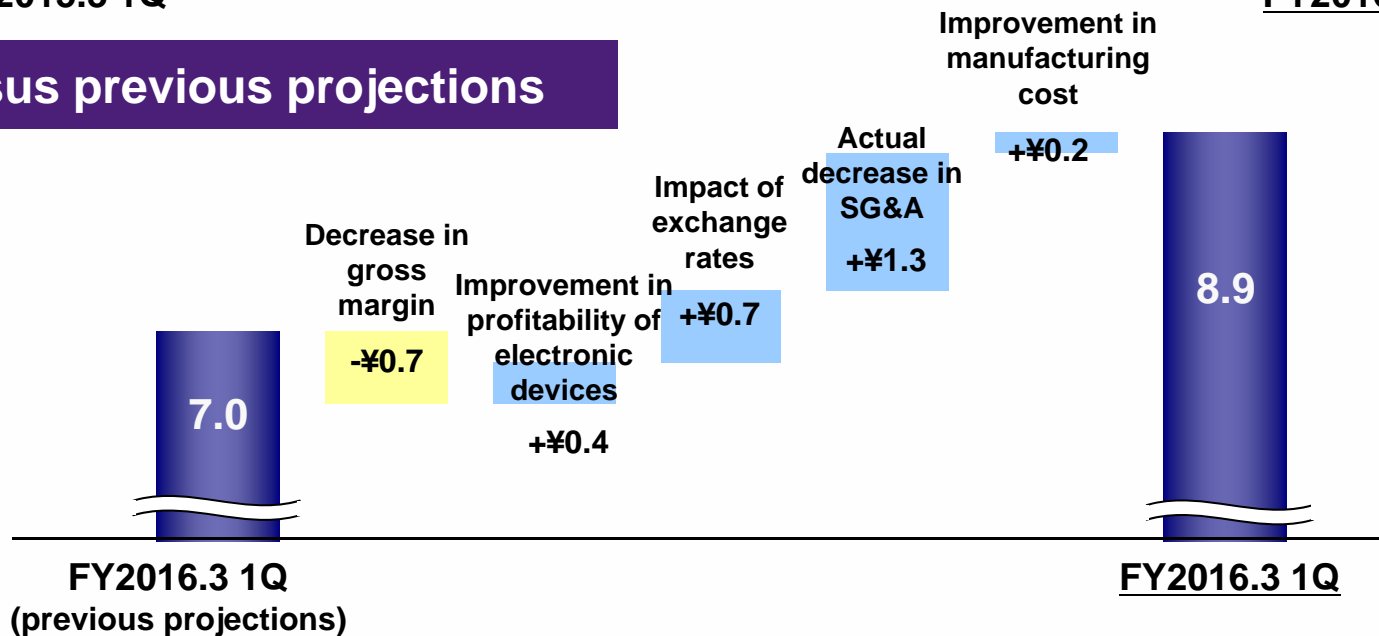 sus previous projections
Improvement in
manufacturing
cost
+¥0.2
Actual
decrease in
SG&A
+¥1.3
Impact of
exchange
rates
+¥0.7
Decrease in
gross
margin
-¥0.7
Improvement in
profitability of
electronic
devices
+¥0.4
7.0
8.9
FY2016.3 1Q
(previous projections)
FY2016.3 1Q